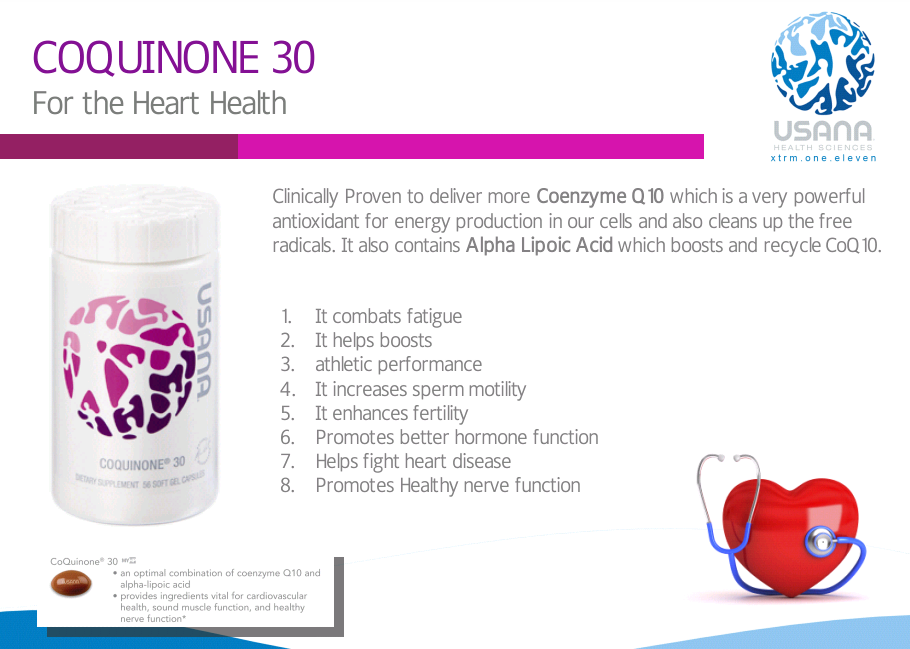 COQUINONE 30
For the Heart Health
USANA
HEALTH SCIENCES
xtrm.one.eleven
Clinically Proven to deliver more Coenzyme Q10 which is a very powerful
antioxidant for energy production in our cells and also cleans up the free
radicals. It also contains Alpha Lipoic Acid which boosts and recycle CoQ10.
1. It combats fatigue
2. It helps boosts
3. athletic performance
4. It increases sperm motility
5. It enhances fertility
6. Promotes better hormone function
7. Helps fight heart disease
8. Promotes Healthy nerve function
USANA
COQUINONE® 30
DIETARY SUPPLEMENT 56 SOFT GEL CAPSULES
CoQuinone® 30
USANA
• an optimal combination of coenzyme Q10 and
alpha-lipoic acid
• provides ingredients vital for cardiovascular
health, sound muscle function, and healthy
nerve function*